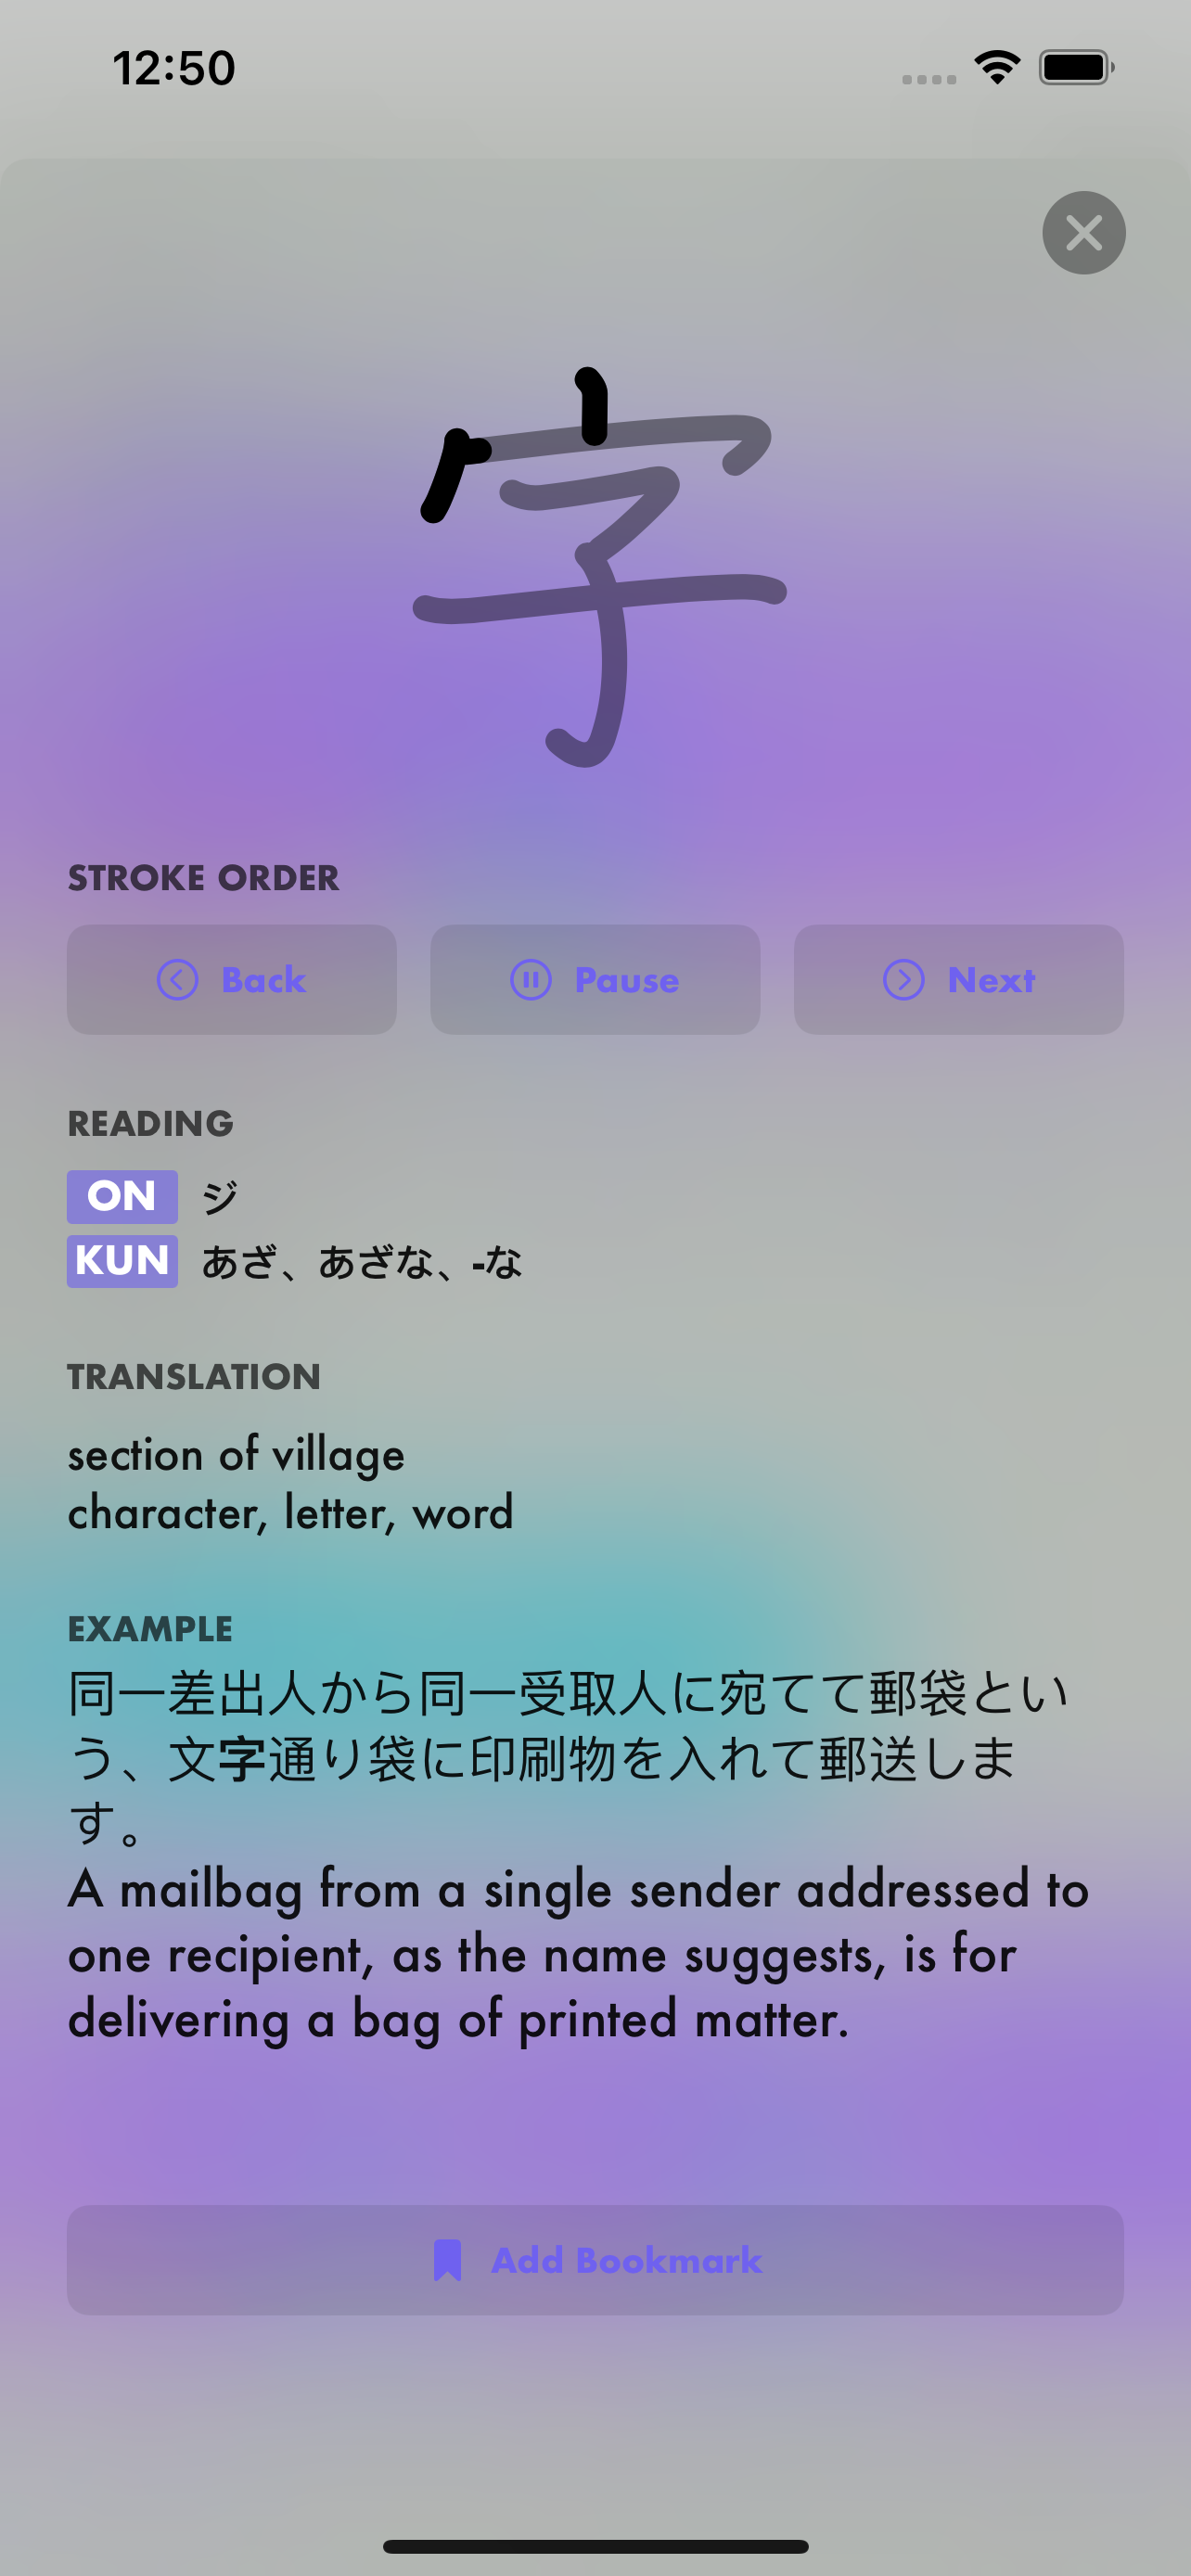 12:50
字
STROKE ORDER
Back
Pause
Next
READING
ON ジ
KUN あざ、あざな、-な
TRANSLATION
section of village
character, letter, word
EXAMPLE
同一差出人から同一受取人に宛てて郵袋とい
う、文字通り袋に印刷物を入れて郵送しま
す。
A mailbag from a single sender addressed to
one recipient, as the name suggests, is for
delivering a bag of printed matter.
Add Bookmark